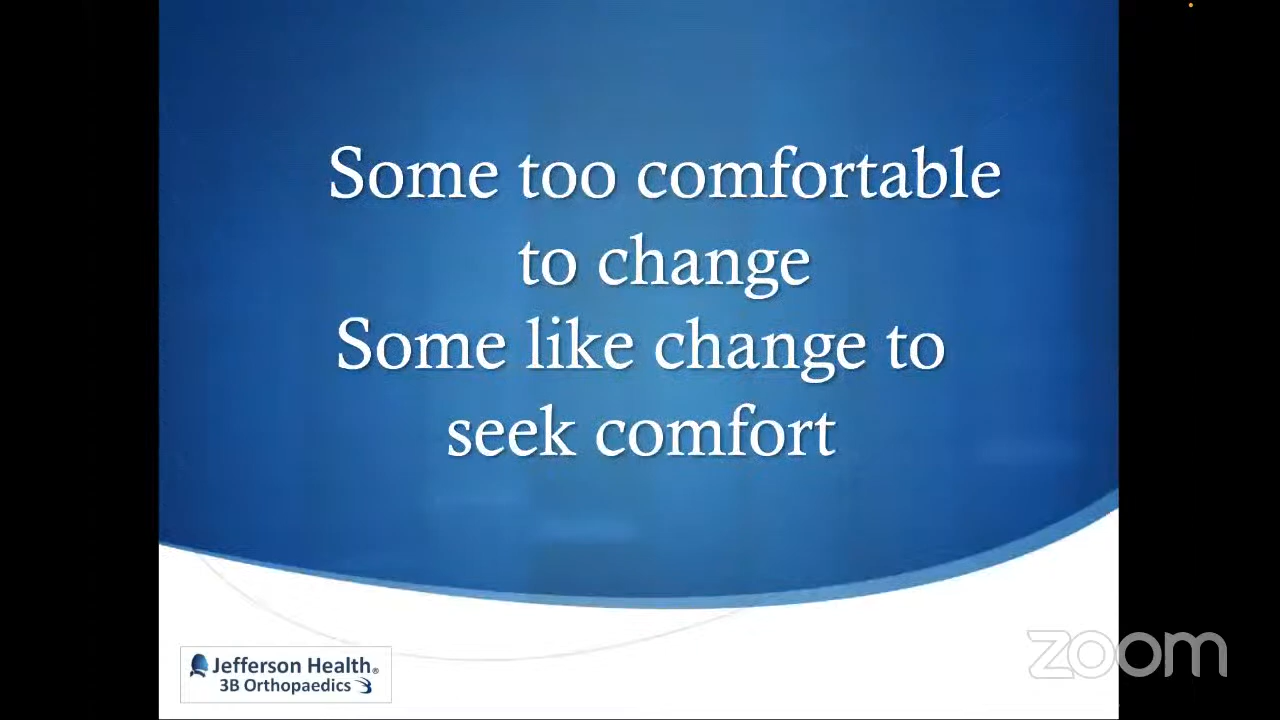 Some too comfortable
to change
Some like change to
seek comfort
Jefferson Health®
3B Orthopaedics
zoom